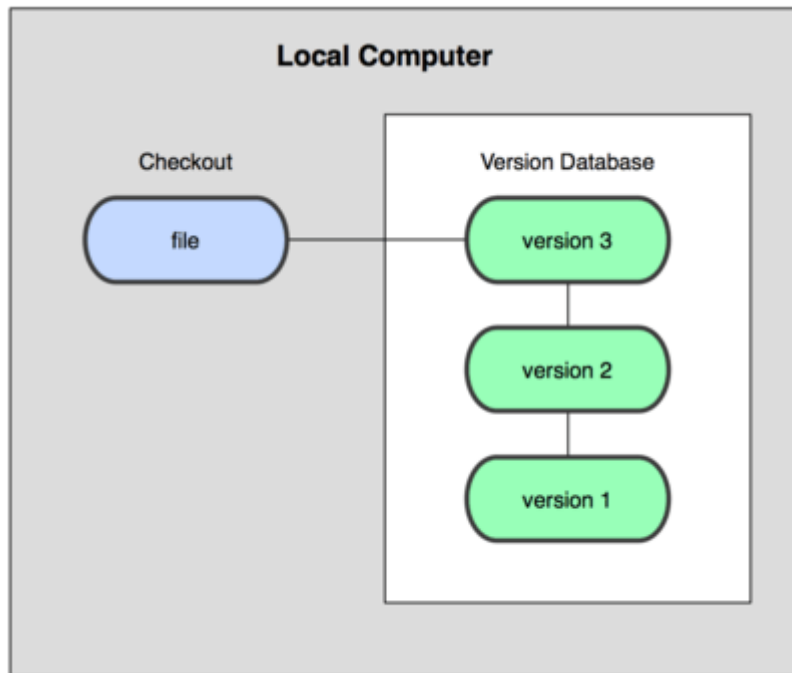 Local Computer
Checkout
Version Database
file
version 3
version 2
version 1